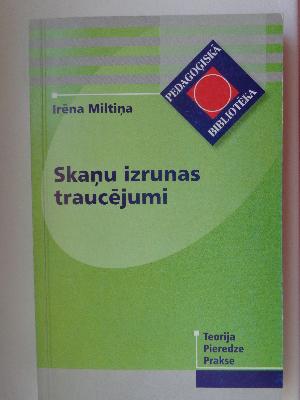 PEDAGOĢISKĀ
BIBLIOTĒKA
Irēna Miltiņa
Skaņu izrunas
traucējumi
Teorija
Pieredze
Prakse